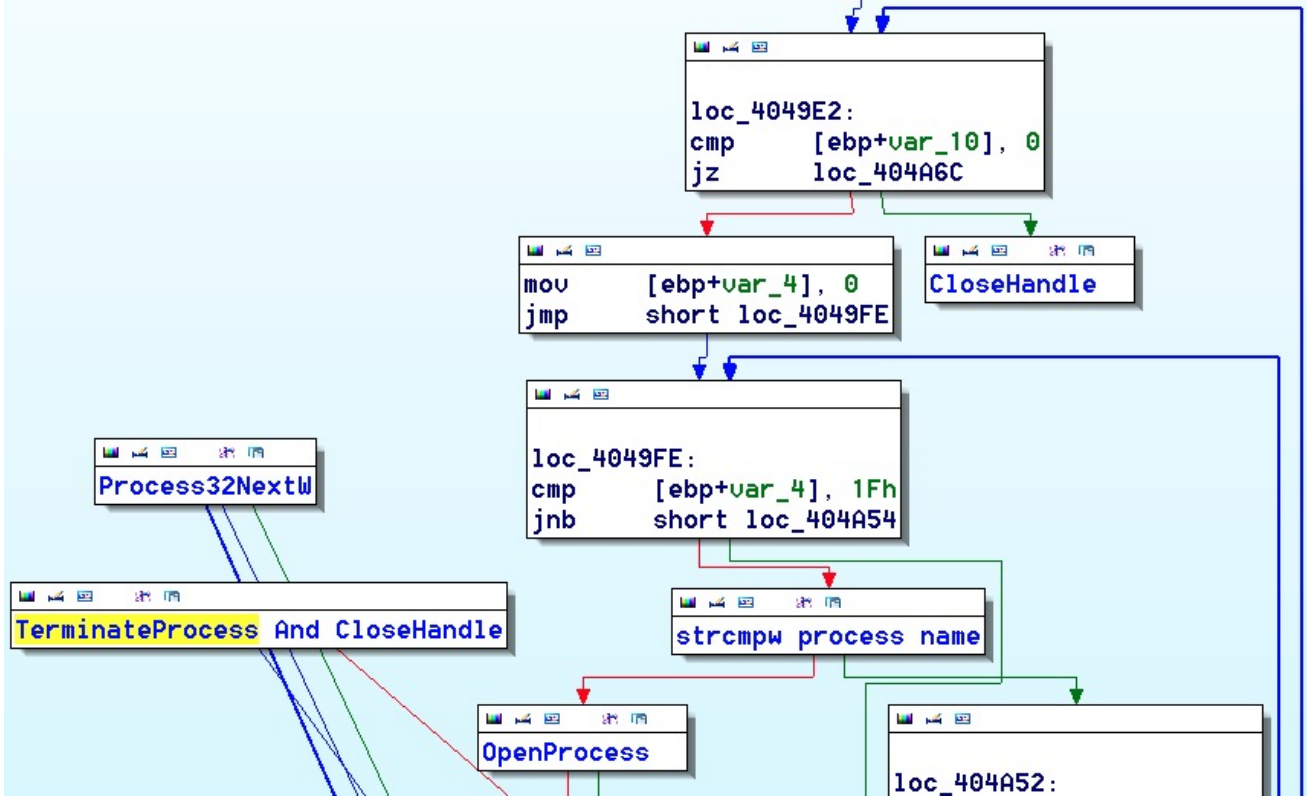 loc_4049E2:
cmp [ebp+var_10], 0
jz loc_404A6C
mov [ebp+var_4], 0
jmp short loc_4049FE
CloseHandle
loc_4049FE:
cmp [ebp+var_4], 1Fh
jnb short loc_404A54
Process32NextW
TerminateProcess And CloseHandle
strcmpw process name
OpenProcess
loc_404A52: